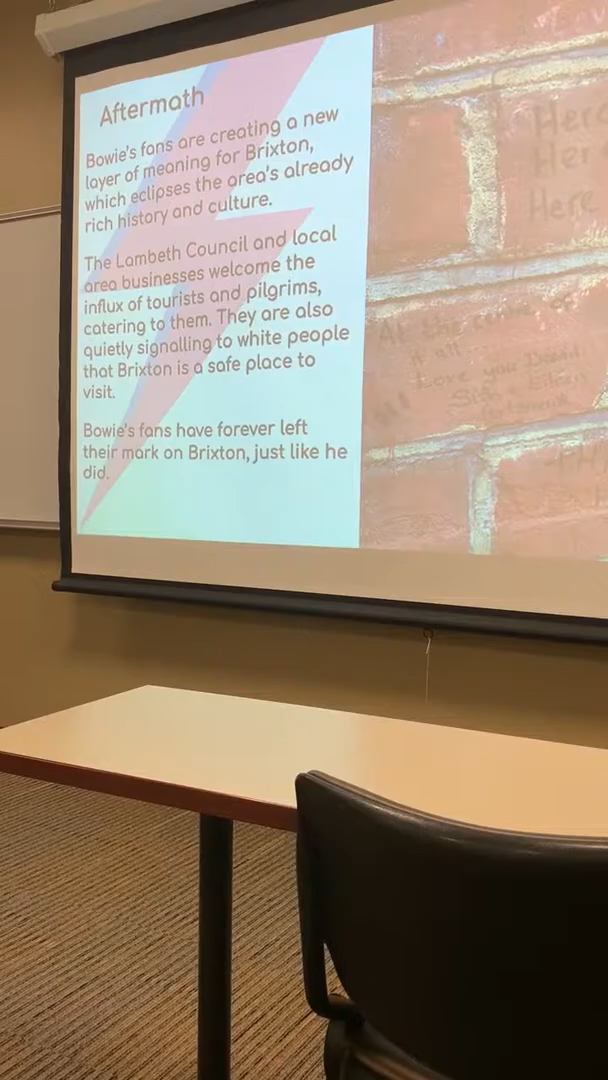 Aftermath
Bowie's fans are creating a new
layer of meaning for Brixton,
which eclipses the area's already
rich history and culture.
The Lambeth Council and local
area businesses welcome the
influx of tourists and pilgrims,
catering to them. They are also
quietly signalling to white people
that Brixton is a safe place to
visit.
Bowie's fans have forever left
their mark on Brixton, just like he
did.
Her
Here
At the centre of
it all
Love you David